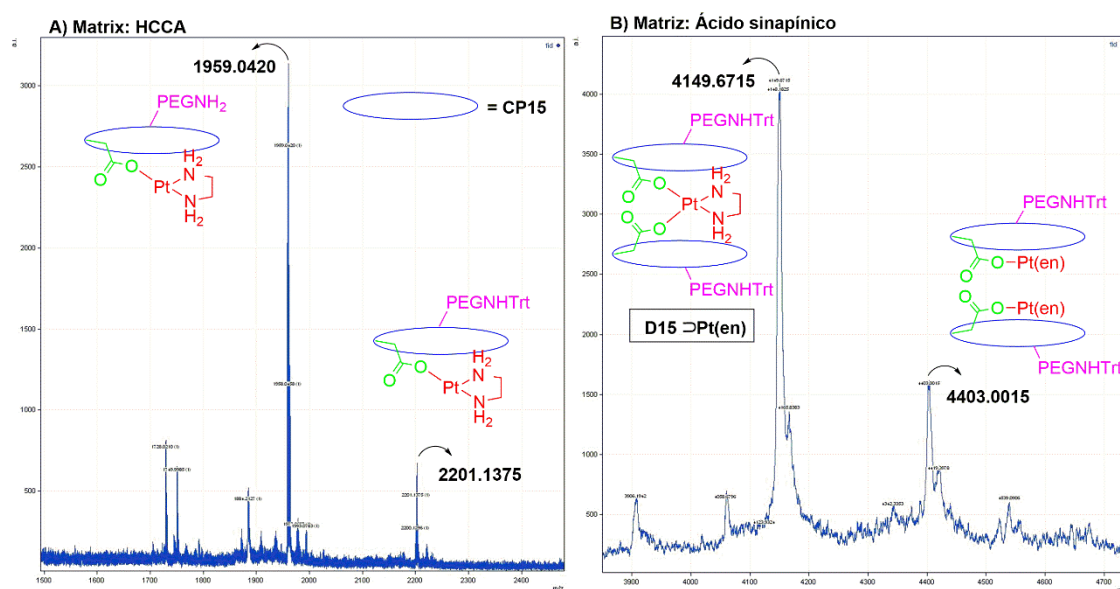 A) Matrix: HCCA
a.i.
fid
1959.0420
PEGNH2
= CP15
O
O
Pt
H2
N
N
H2
3000
2500
2000
1500
1000
500
PEGNHTrt
O
O
Pt
H2
N
N
H2
2201.1375
1500
1600
1700
1800
1900
2000
2100
2200
2300
2400
m/z
B) Matriz: Ácido sinapínico
a.i.
fid
4149.6715
PEGNHTrt
O
O
O
O
Pt
H2
N
N
H2
PEGNHTrt
D15 ⊃Pt(en)
PEGNHTrt
O
O–Pt(en)
O
O–Pt(en)
PEGNHTrt
4403.0015
4000
3500
3000
2500
2000
1500
1000
500
3900
4000
4100
4200
4300
4400
4500
4600
4700